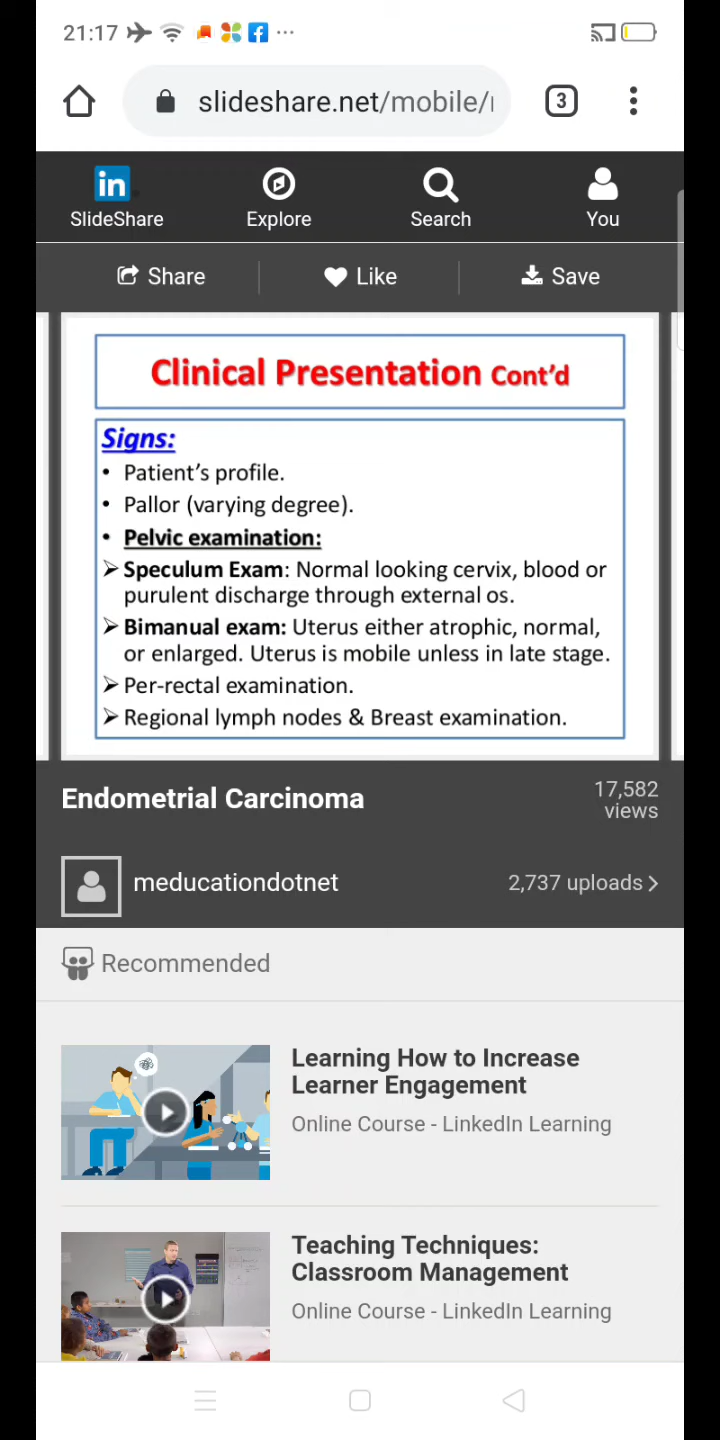 21:17
3
slideshare.net/mobile/
in
SlideShare
Explore
Search
You
Share
Like
Save
Clinical Presentation Cont'd
Signs:
• Patient's profile.
• Pallor (varying degree).
• Pelvic examination:
➢ Speculum Exam: Normal looking cervix, blood or
purulent discharge through external os.
➢ Bimanual exam: Uterus either atrophic, normal,
or enlarged. Uterus is mobile unless in late stage.
➢ Per-rectal examination.
➢ Regional lymph nodes & Breast examination.
Endometrial Carcinoma
17,582
views
meducationdotnet
2,737 uploads
Recommended
Learning How to Increase
Learner Engagement
Online Course - LinkedIn Learning
Teaching Techniques:
Classroom Management
Online Course - LinkedIn Learning